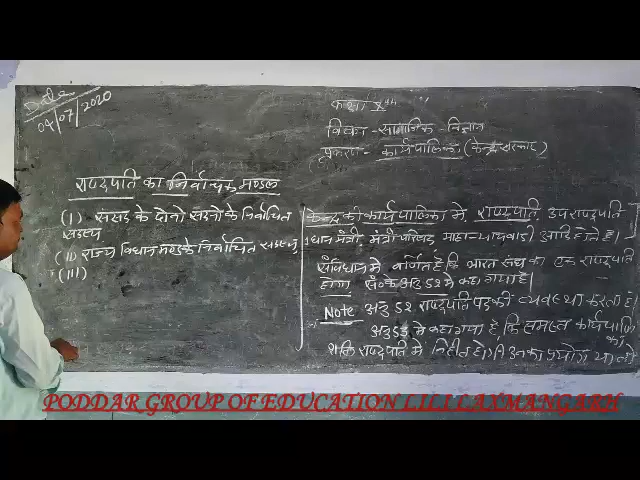 Date
04/07/2020
कक्षा X th
विषय - सामाजिक - विज्ञान
प्रकरण - कार्यपालिका (केन्द्र सरकार)
राष्ट्रपति का निर्वाचक मण्डल
(I) संसद के दोनो सदनो के निर्वाचित
सदस्य
(II) राज्य विधान मण्डल के निर्वाचित सदस्य
(III)
केन्द्र की कार्यपालिका मे राष्ट्रपति, उपराष्ट्रपति
प्रधान मंत्री, मंत्री परिषद महान्यायवादी आदि होते है।
संविधान मे वर्णित है कि भारत संघ का एक राष्ट्रपति
होगा सं० के अनु 52 मे कहा गया है।
Note अनु 52 राष्ट्रपति पद की व्यवस्था करता है
अनु 53 मे कहा गया है कि समस्त
शक्ति राष्ट्रपति मे निहीत होगी
PODDAR GROUP OF EDUCATION LILI LAXMANGARH